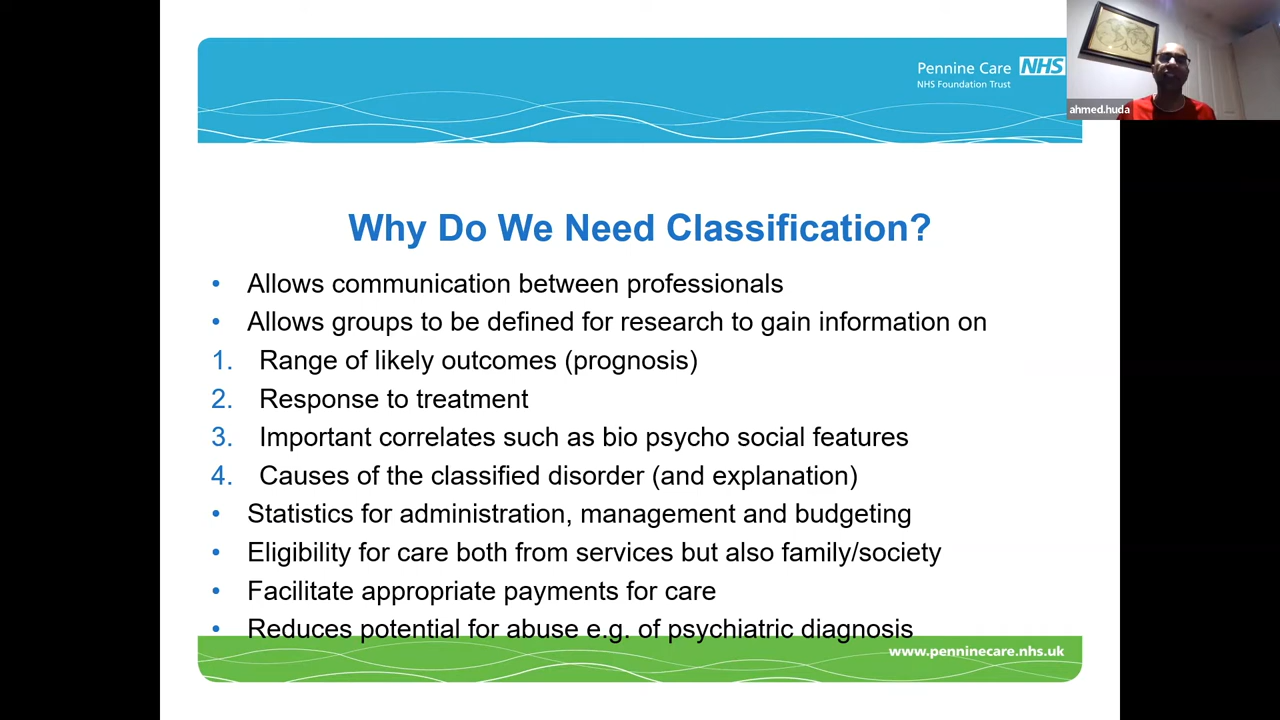 Pennine Care NHS
NHS Foundation Trust
ahmed.huda
Why Do We Need Classification?
• Allows communication between professionals
• Allows groups to be defined for research to gain information on
1. Range of likely outcomes (prognosis)
2. Response to treatment
3. Important correlates such as bio psycho social features
4. Causes of the classified disorder (and explanation)
• Statistics for administration, management and budgeting
• Eligibility for care both from services but also family/society
• Facilitate appropriate payments for care
• Reduces potential for abuse e.g. of psychiatric diagnosis
www.penninecare.nhs.uk